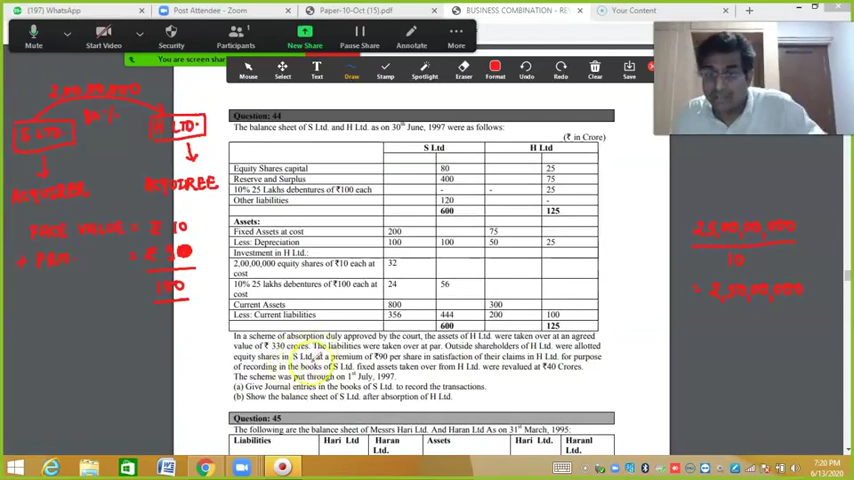 (197) WhatsApp
Post Attendee - Zoom
Paper-10-Oct (15).pdf
BUSINESS COMBINATION - RE
Your Content
Mute
Start Video
Security
Participants
1
New Share
Pause Share
Annotate
More
You are screen shar
Mouse
Select
Text
Draw
Stamp
Spotlight
Eraser
Format
Undo
Redo
Clear
Save
2,00,00,000
80%
S LTD.
H LTD.
ACQUIRER
ACQUIREE
FACE VALUE = ₹ 10
+ PRM.
100
25,00,00,000
10
= 2,50,00,000
Question: 44
The balance sheet of S Ltd. and H Ltd. as on 30th June, 1997 were as follows:
(₹ in Crore)
S Ltd H Ltd
Equity Shares capital 80 25
Reserve and Surplus 400 75
10% 25 Lakhs debentures of ₹100 each - - 25
Other liabilities 120 -
600 125
Assets:
Fixed Assets at cost 200 75
Less: Depreciation 100 100 50 25
Investment in H Ltd.:
2,00,00,000 equity shares of ₹10 each at cost 32
10% 25 lakhs debentures of ₹100 each at cost 24 56
Current Assets 800 300
Less: Current liabilities 356 444 200 100
600 125
In a scheme of absorption duly approved by the court, the assets of H Ltd. were taken over at an agreed
value of ₹ 330 crores. The liabilities were taken over at par. Outside shareholders of H Ltd. were allotted
equity shares in S Ltd. at a premium of ₹90 per share in satisfaction of their claims in H Ltd. for purpose
of recording in the books of S Ltd. fixed assets taken over from H Ltd. were revalued at ₹40 Crores.
The scheme was put through on 1st July, 1997.
(a) Give Journal entries in the books of S Ltd. to record the transactions.
(b) Show the balance sheet of S Ltd. after absorption of H Ltd.
Question: 45
The following are the balance sheet of Messrs Hari Ltd. And Haran Ltd As on 31st March, 1995:
Liabilities Hari Ltd Haran Ltd. Assets Hari Ltd. Haranl Ltd.
7:20 PM
6/13/2020